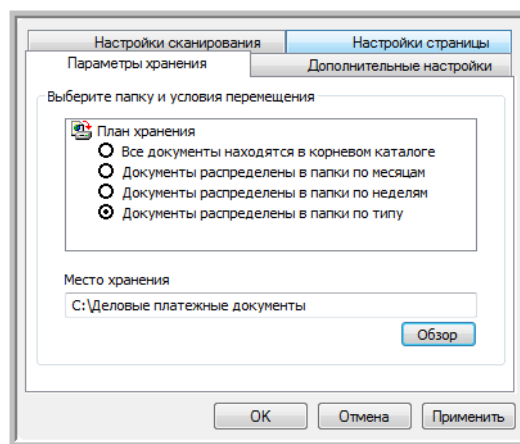 Настройки сканирования
Настройки страницы
Параметры хранения
Дополнительные настройки
Выберите папку и условия перемещения
План хранения
Все документы находятся в корневом каталоге
Документы распределены в папки по месяцам
Документы распределены в папки по неделям
Документы распределены в папки по типу
Место хранения
C:\Деловые платежные документы
Обзор
OK
Отмена
Применить